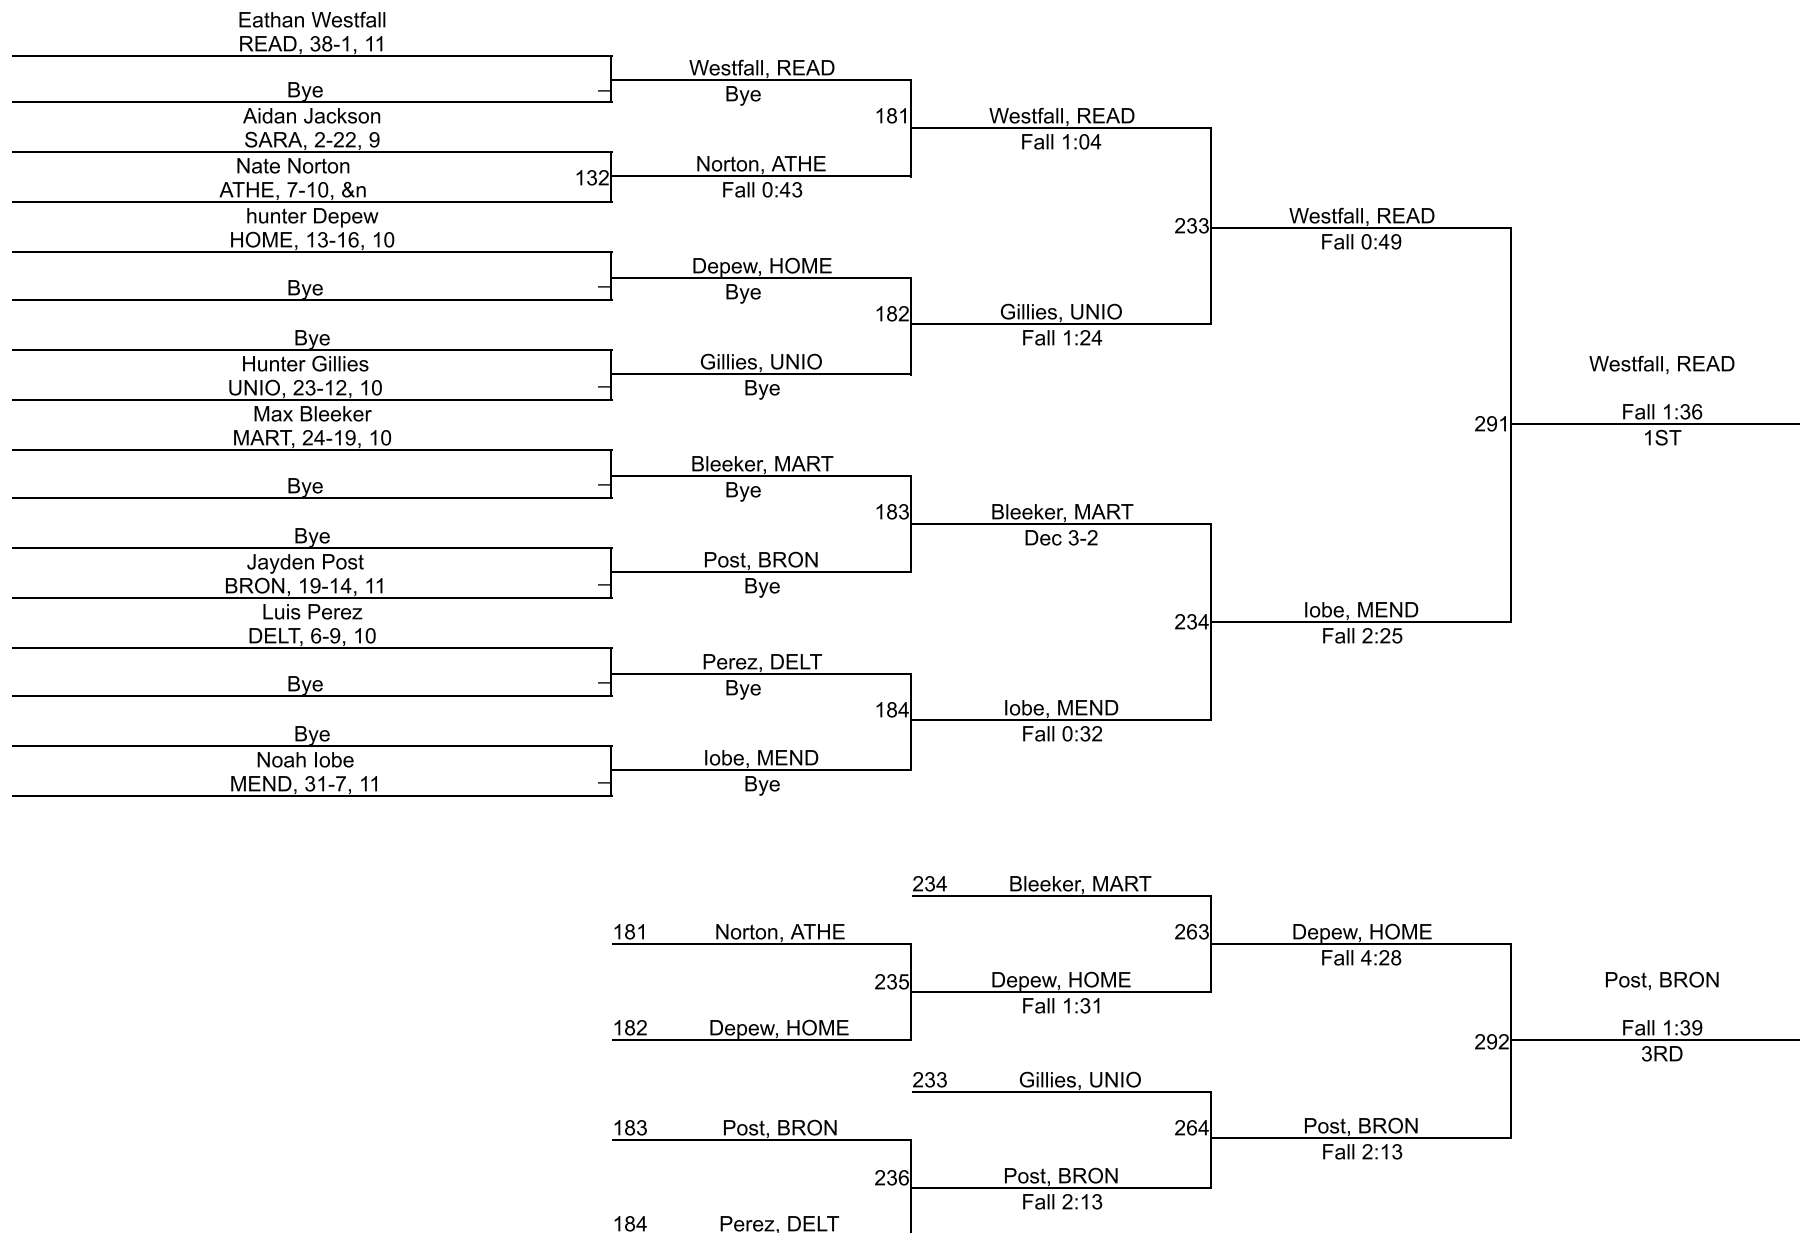 Eathan Westfall
READ, 38-1, 11
Bye
Aidan Jackson
SARA, 2-22, 9
Nate Norton
ATHE, 7-10, &n
132
hunter Depew
HOME, 13-16, 10
Bye
Bye
Hunter Gillies
UNIO, 23-12, 10
Max Bleeker
MART, 24-19, 10
Bye
Bye
Jayden Post
BRON, 19-14, 11
Luis Perez
DELT, 6-9, 10
Bye
Bye
Noah Iobe
MEND, 31-7, 11
Westfall, READ
Bye
181
Norton, ATHE
Fall 0:43
Depew, HOME
Bye
182
Gillies, UNIO
Bye
Bleeker, MART
Bye
183
Post, BRON
Bye
Perez, DELT
Bye
184
Iobe, MEND
Bye
Westfall, READ
Fall 1:04
233
Gillies, UNIO
Fall 1:24
Bleeker, MART
Dec 3-2
234
Iobe, MEND
Fall 0:32
Westfall, READ
Fall 0:49
291
Iobe, MEND
Fall 2:25
Westfall, READ
Fall 1:36
1ST
181 Norton, ATHE
235
182 Depew, HOME
183 Post, BRON
236
184 Perez, DELT
234 Bleeker, MART
263
Depew, HOME
Fall 1:31
233 Gillies, UNIO
264
Post, BRON
Fall 2:13
Depew, HOME
Fall 4:28
292
Post, BRON
Fall 2:13
Post, BRON
Fall 1:39
3RD